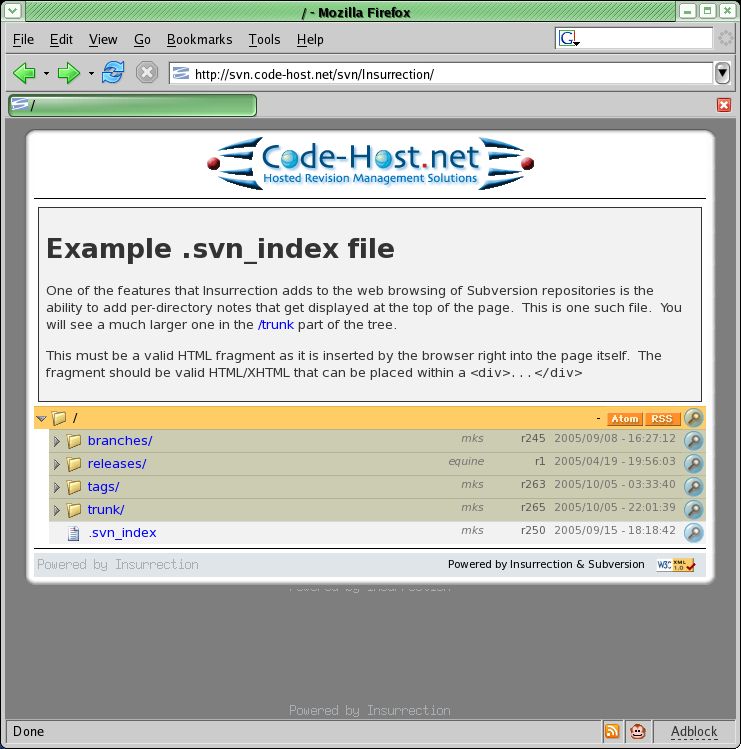 / - Mozilla Firefox
File Edit View Go Bookmarks Tools Help
G
http://svn.code-host.net/svn/Insurrection/
/
Code-Host.net
Hosted Revision Management Solutions
Example .svn_index file
One of the features that Insurrection adds to the web browsing of Subversion repositories is the
ability to add per-directory notes that get displayed at the top of the page. This is one such file. You
will see a much larger one in the /trunk part of the tree.
This must be a valid HTML fragment as it is inserted by the browser right into the page itself. The
fragment should be valid HTML/XHTML that can be placed within a <div>...</div>
/ - Atom RSS
branches/ mks r245 2005/09/08 - 16:27:12
releases/ equine r1 2005/04/19 - 19:56:03
tags/ mks r263 2005/10/05 - 03:33:40
trunk/ mks r265 2005/10/05 - 22:01:39
.svn_index mks r250 2005/09/15 - 18:18:42
Powered by Insurrection Powered by Insurrection & Subversion W3C XML 1.0
Powered by Insurrection
Powered by Insurrection
Done Adblock